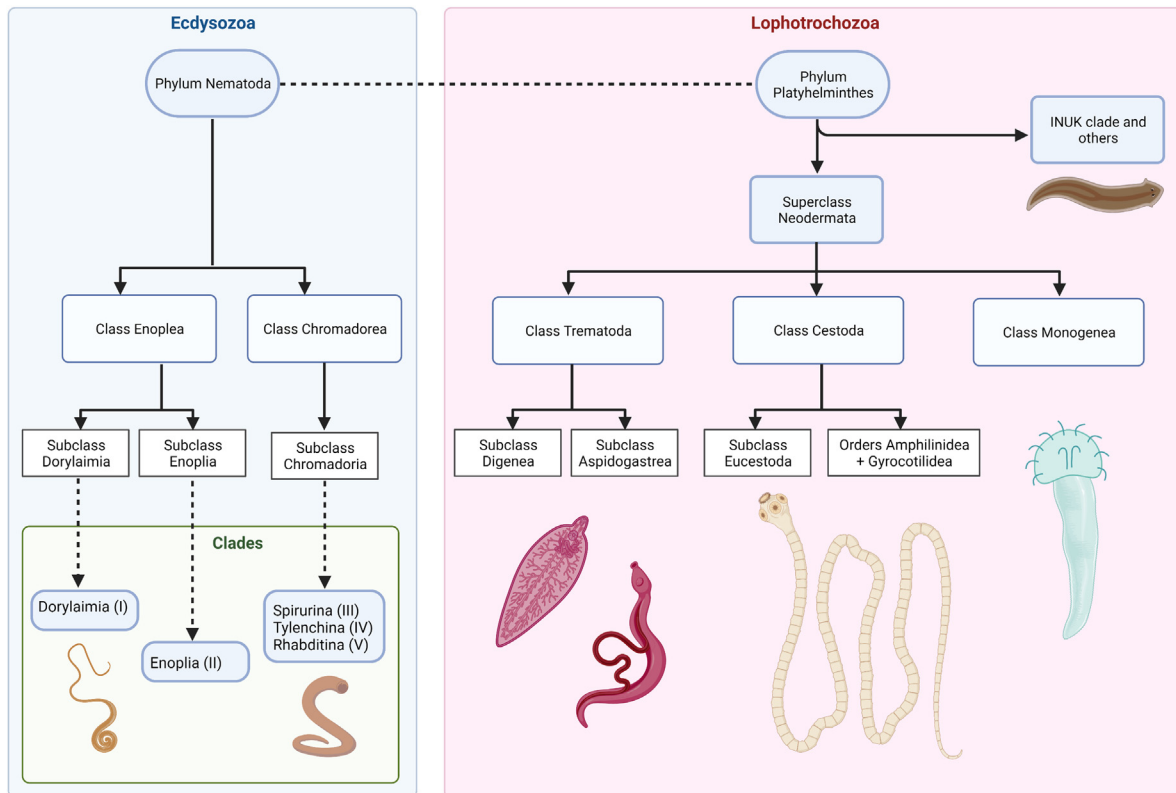 Ecdysozoa
Lophotrochozoa
Phylum Nematoda
Phylum
Platyhelminthes
INUK clade and
others
Superclass
Neodermata
Class Enoplea
Class Chromadorea
Class Trematoda
Class Cestoda
Class Monogenea
Subclass
Dorylaimia
Subclass
Enoplia
Subclass
Chromadoria
Subclass
Digenea
Subclass
Aspidogastrea
Subclass
Eucestoda
Orders Amphilinidea
+ Gyrocotilidea
Clades
Dorylaimia (I)
Enoplia (II)
Spirurina (III)
Tylenchina (IV)
Rhabditina (V)